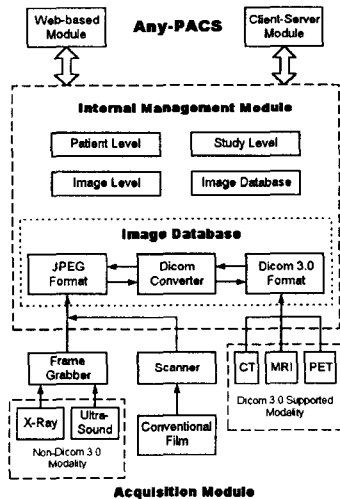 Web-based
Module
Any-PACS
Client-Server
Module
Internal Management Module
Patient Level
Study Level
Image Level
Image Database
Image Database
JPEG
Format
Dicom
Converter
Dicom 3.0
Format
Frame
Grabber
Scanner
CT
MRI
PET
Dicom 3.0 Supported
Modality
X-Ray
Ultra-
Sound
Conventional
Film
Non-Dicom 3.0
Modality
Acquisition Module